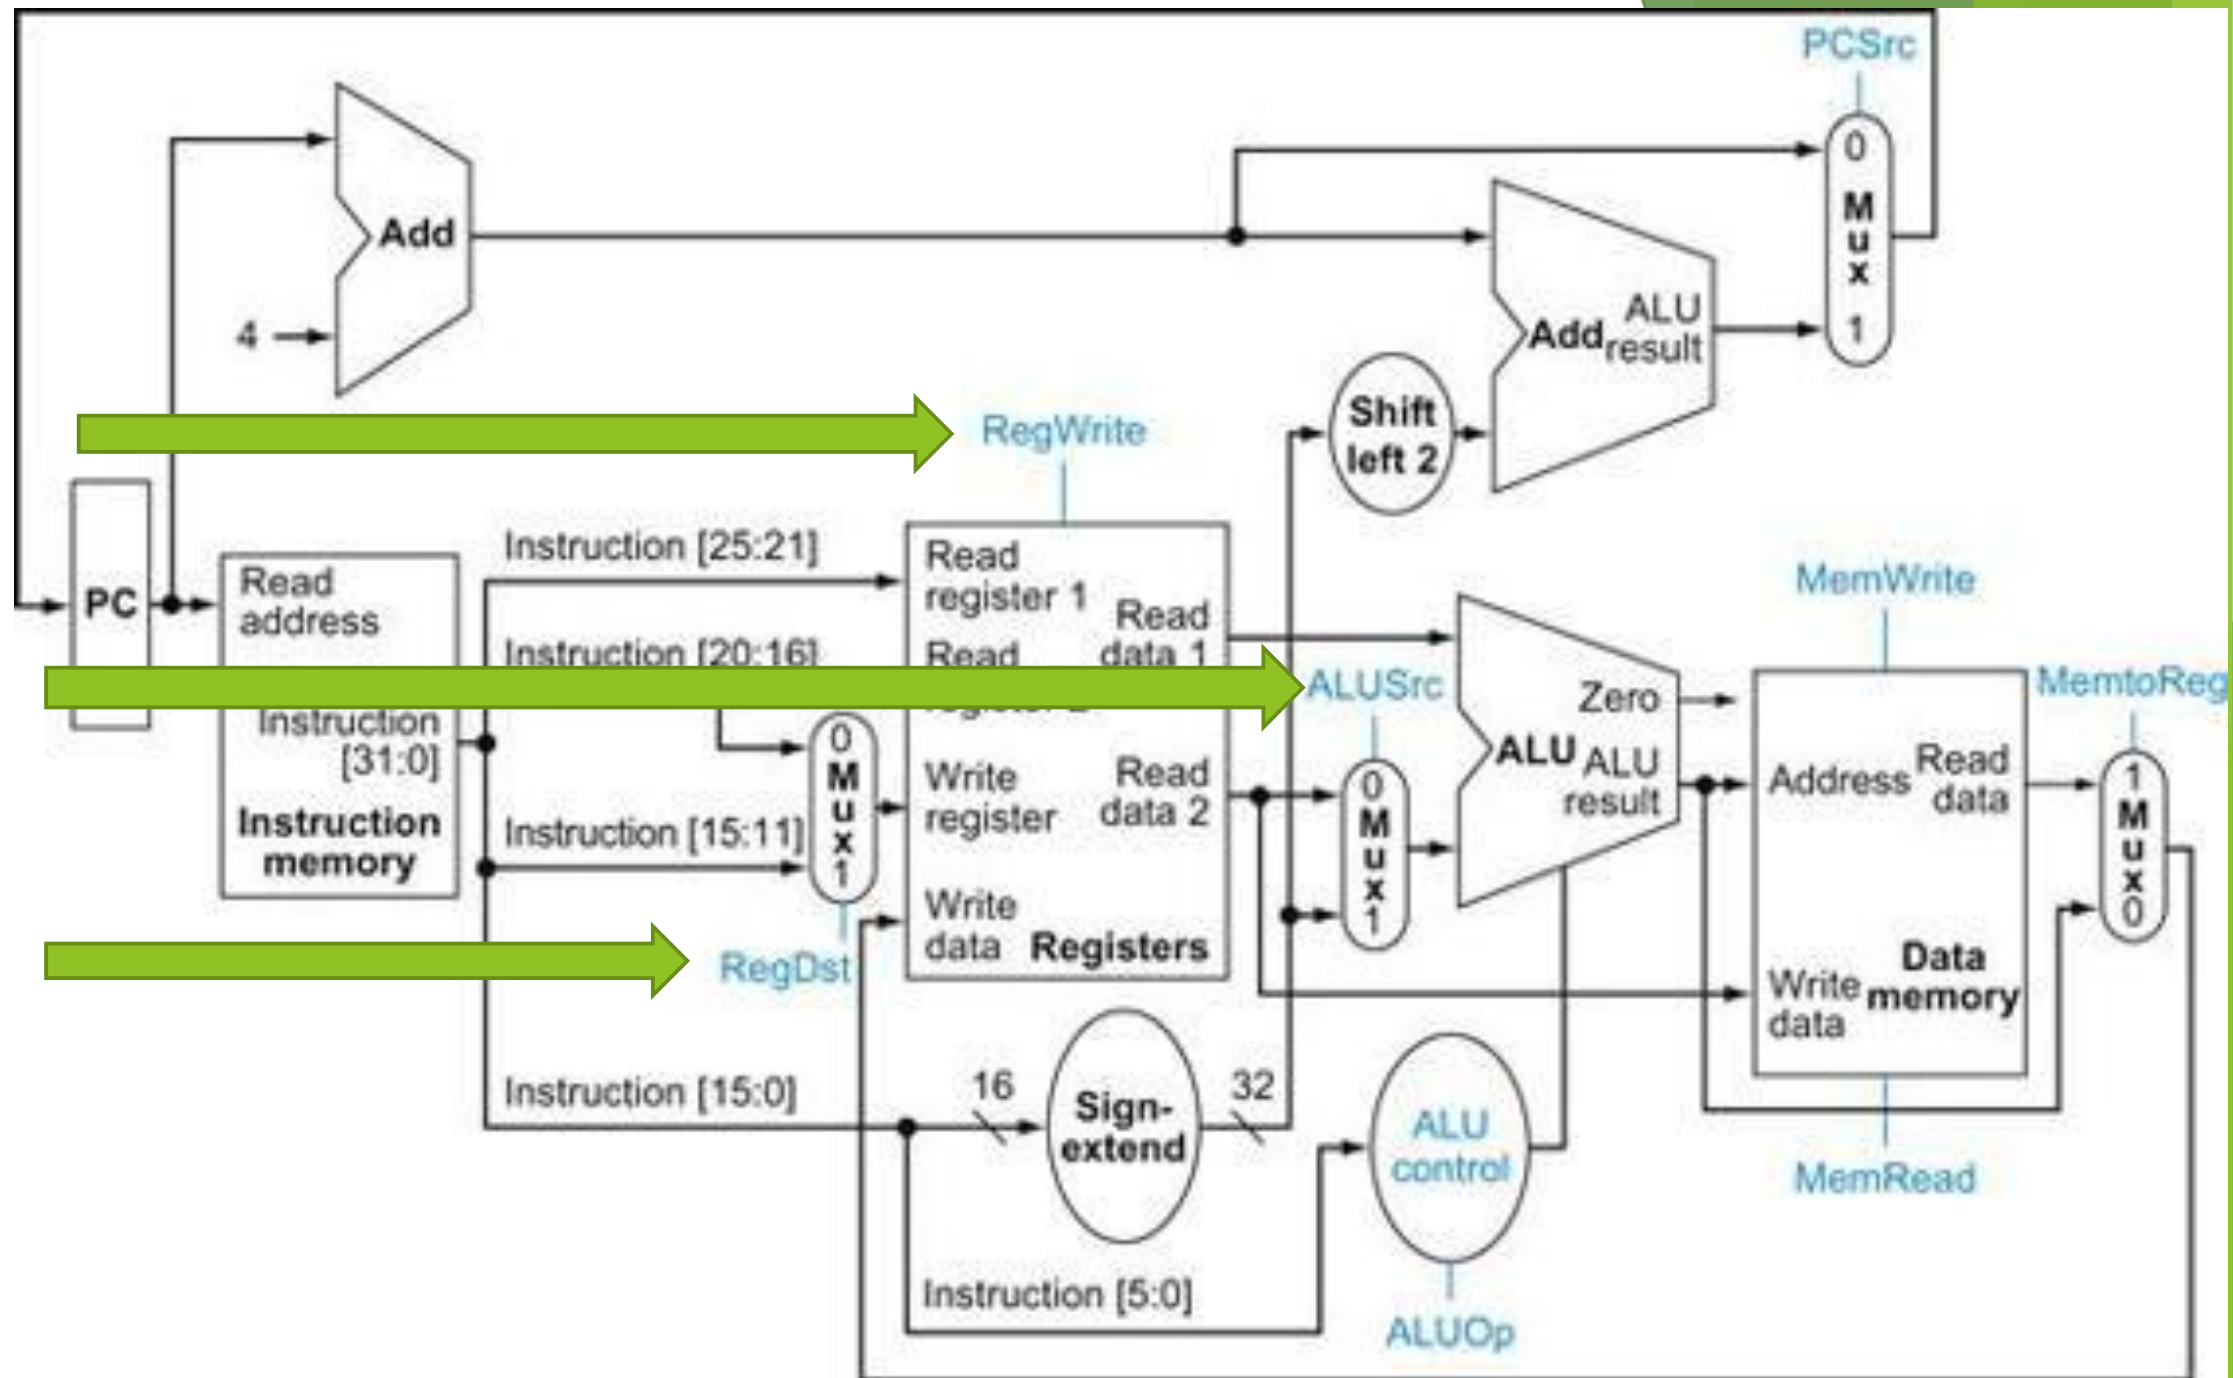 PCSrc
0
M
u
x
1
Add
4
Add
ALU
result
Shift
left 2
RegWrite
PC
Read
address
Instruction
[31:0]
Instruction
memory
Instruction [25:21]
Instruction [20:16]
Instruction [15:11]
0
M
u
x
1
RegDst
Read
register 1
Read
Write
register
Write
data
Read
data 1
Read
data 2
Registers
ALUSrc
0
M
u
x
1
Zero
ALU
ALU
result
MemWrite
Address
Read
data
Write
data
Data
memory
MemRead
MemtoReg
1
M
u
x
0
Instruction [15:0]
16
Sign-
extend
32
ALU
control
Instruction [5:0]
ALUOp